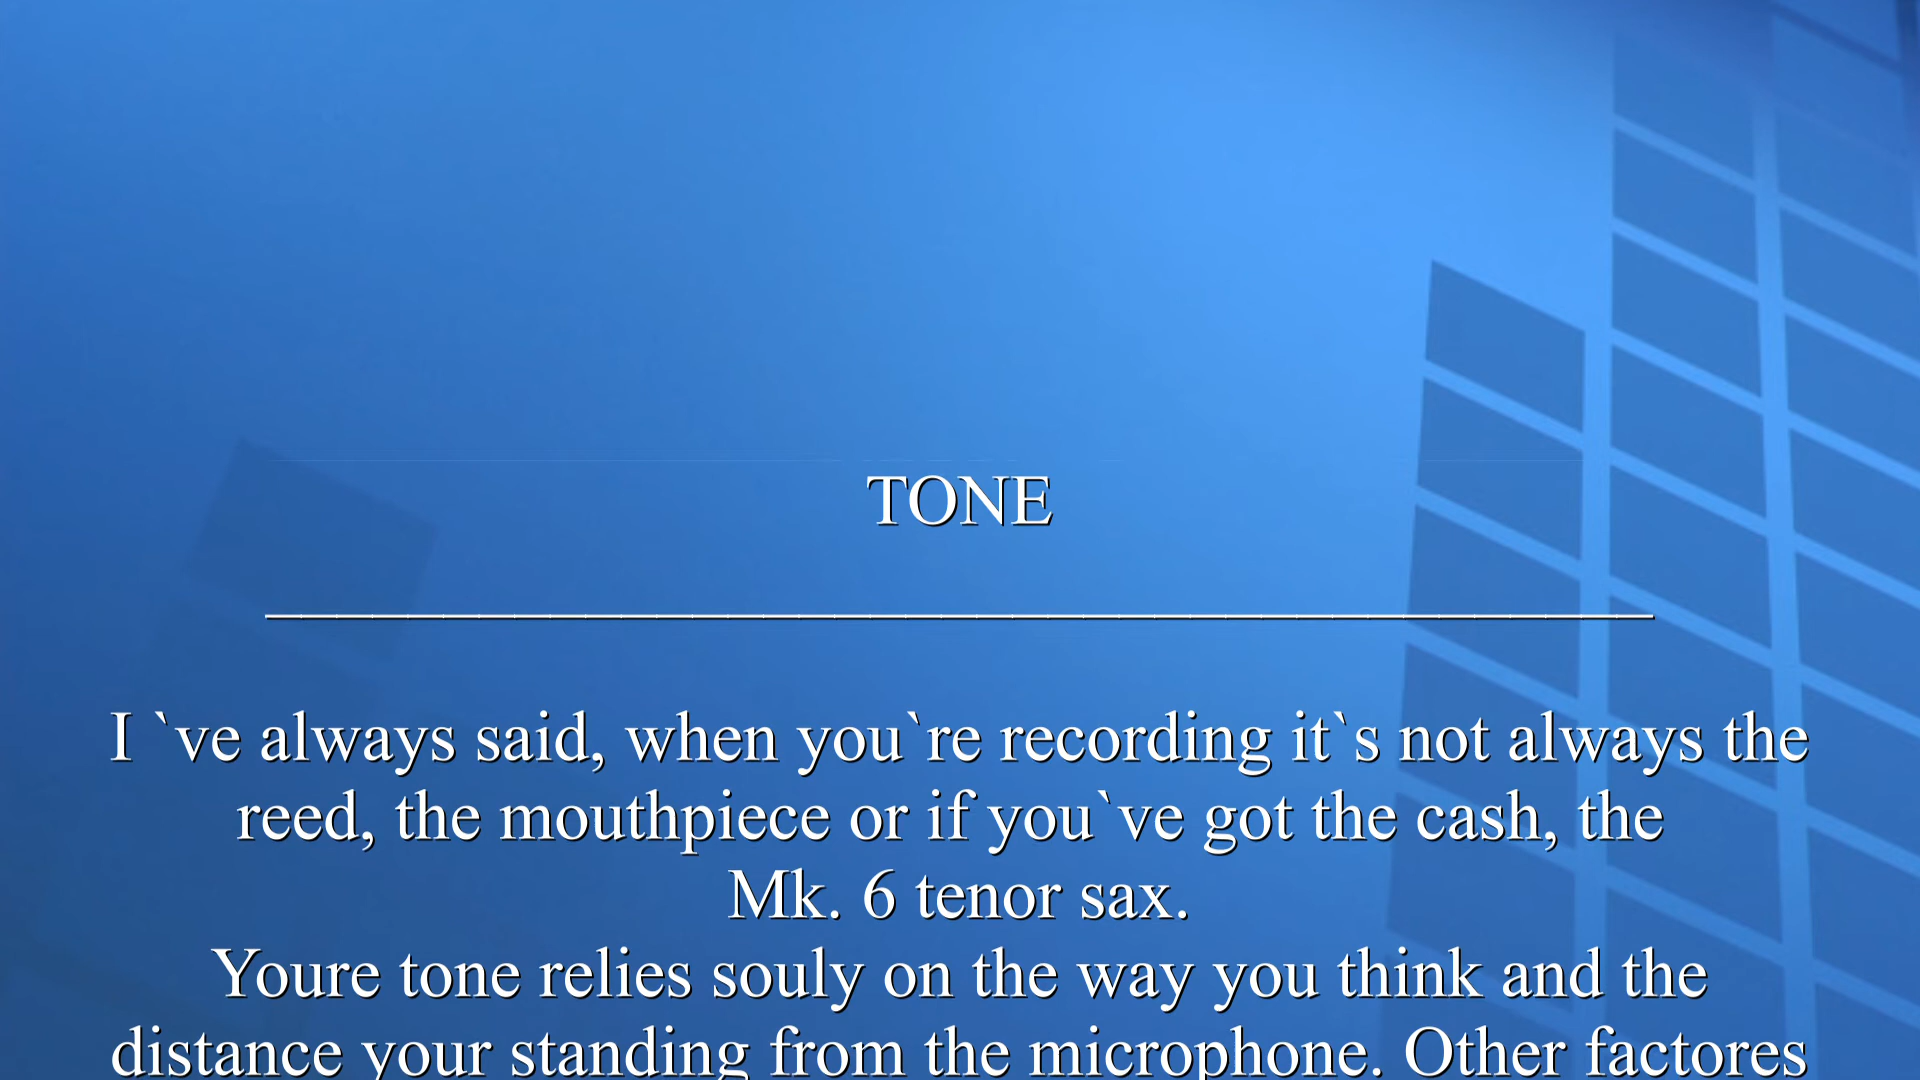 TONE
I `ve always said, when you`re recording it`s not always the
reed, the mouthpiece or if you`ve got the cash, the
Mk. 6 tenor sax.
Youre tone relies souly on the way you think and the
distance your standing from the microphone. Other factores